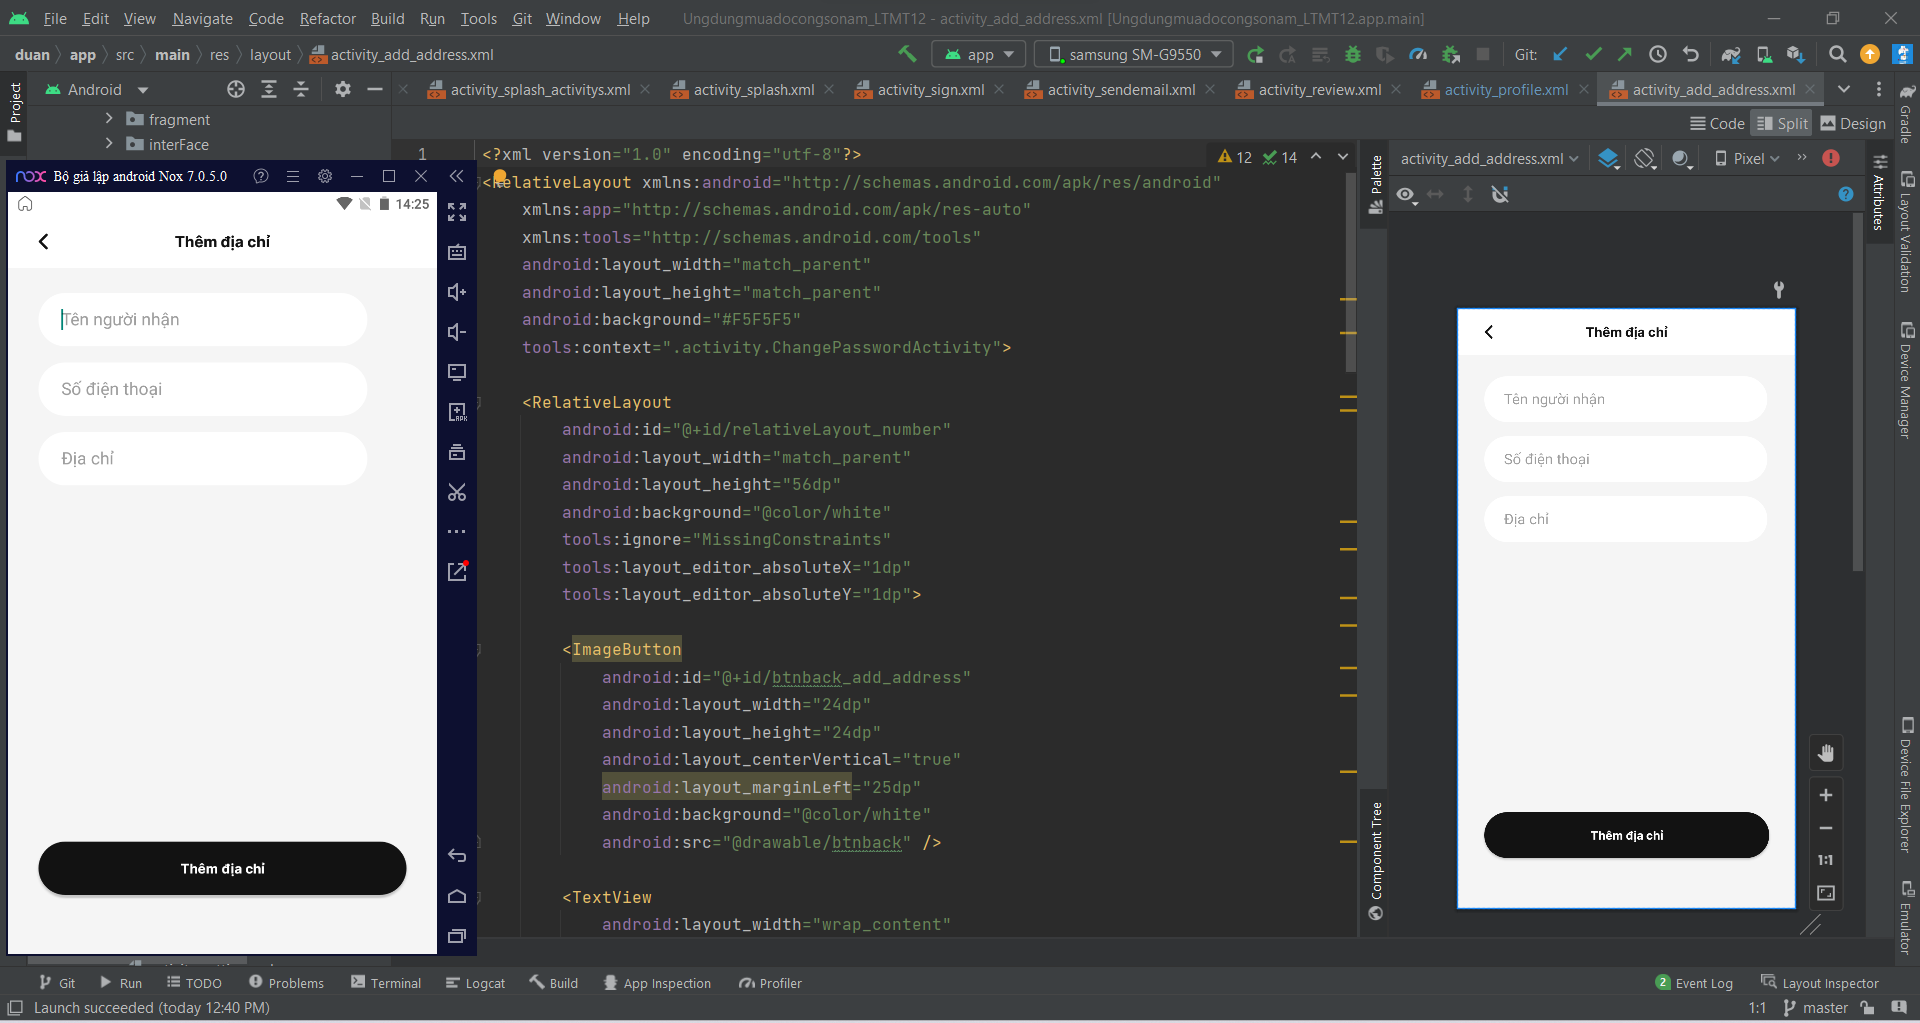 File Edit View Navigate Code Refactor Build Run Tools Git Window Help Ungdungmuadocongsonam_LTMT12 - activity_add_address.xml [Ungdungmuadocongsonam_LTMT12.app.main]
duan app src main res layout activity_add_address.xml app samsung SM-G9550 Git:
Project Android activity_splash_activitys.xml activity_splash.xml activity_sign.xml activity_sendemail.xml activity_review.xml activity_profile.xml activity_add_address.xml Gradle
fragment
interFace
Code Split Design
nox Bộ giả lập android Nox 7.0.5.0
14:25
Thêm địa chỉ
Tên người nhận
Số điện thoại
Địa chỉ
Thêm địa chỉ
APK
1
12 14
<?xml version="1.0" encoding="utf-8"?>
<RelativeLayout xmlns:android="http://schemas.android.com/apk/res/android"
xmlns:app="http://schemas.android.com/apk/res-auto"
xmlns:tools="http://schemas.android.com/tools"
android:layout_width="match_parent"
android:layout_height="match_parent"
android:background="#F5F5F5"
tools:context=".activity.ChangePasswordActivity">
<RelativeLayout
android:id="@+id/relativeLayout_number"
android:layout_width="match_parent"
android:layout_height="56dp"
android:background="@color/white"
tools:ignore="MissingConstraints"
tools:layout_editor_absoluteX="1dp"
tools:layout_editor_absoluteY="1dp">
<ImageButton
android:id="@+id/btnback_add_address"
android:layout_width="24dp"
android:layout_height="24dp"
android:layout_centerVertical="true"
android:layout_marginLeft="25dp"
android:background="@color/white"
android:src="@drawable/btnback" />
<TextView
android:layout_width="wrap_content"
Palette
Component Tree
activity_add_address.xml Pixel
Thêm địa chỉ
Tên người nhận
Số điện thoại
Địa chỉ
Thêm địa chỉ
1:1
Attributes
Layout Validation
Device Manager
Device File Explorer
Emulator
Git Run TODO Problems Terminal Logcat Build App Inspection Profiler 2 Event Log Layout Inspector
Launch succeeded (today 12:40 PM) 1:1 master